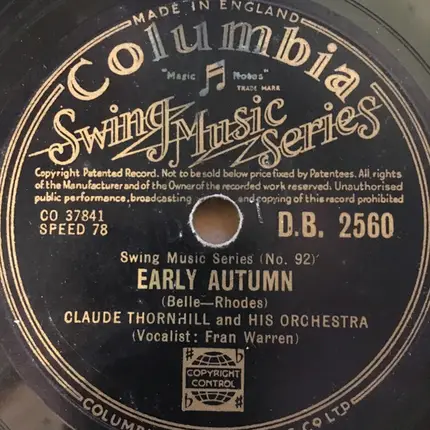 MADE IN ENGLAND
Columbia
"Magic Notes"
TRADE MARK
Swing Music Series
Copyright Patented Record. Not to be sold below price fixed by Patentees. All rights
of the Manufacturer and of the Owner of the recorded work reserved. Unauthorised
public performance, broadcasting and copying of this record prohibited
CO 37841
SPEED 78
D.B. 2560
Swing Music Series (No. 92)
EARLY AUTUMN
(Belle—Rhodes)
CLAUDE THORNHILL and HIS ORCHESTRA
(Vocalist: Fran Warren)
COPYRIGHT
CONTROL
CO LTD